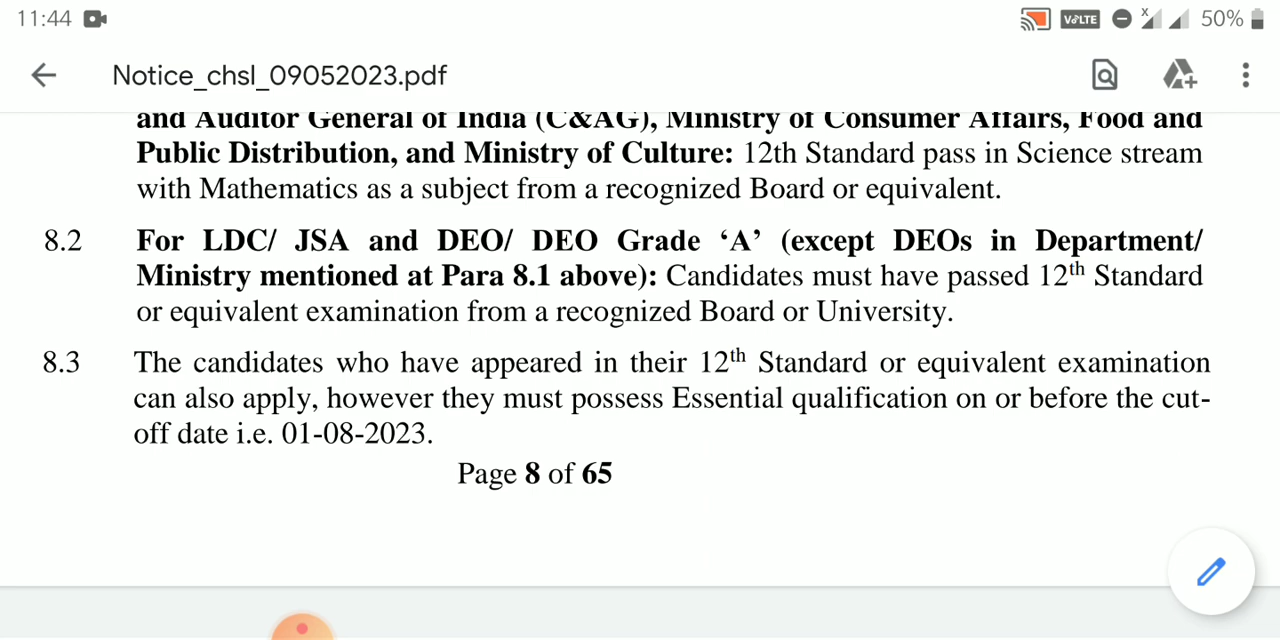 11:44
VoLTE
x
50%
Notice_chsl_09052023.pdf
and Auditor General of India (C&AG), Ministry of Consumer Affairs, Food and
Public Distribution, and Ministry of Culture: 12th Standard pass in Science stream
with Mathematics as a subject from a recognized Board or equivalent.
8.2 For LDC/ JSA and DEO/ DEO Grade ‘A’ (except DEOs in Department/
Ministry mentioned at Para 8.1 above): Candidates must have passed 12th Standard
or equivalent examination from a recognized Board or University.
8.3 The candidates who have appeared in their 12th Standard or equivalent examination
can also apply, however they must possess Essential qualification on or before the cut-
off date i.e. 01-08-2023.
Page 8 of 65